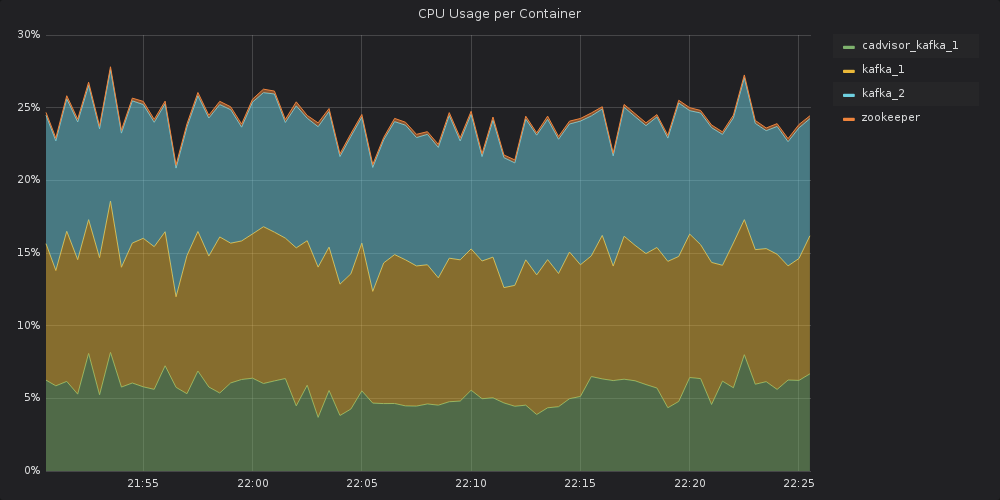 CPU Usage per Container
30%
25%
20%
15%
10%
5%
0%
21:55
22:00
22:05
22:10
22:15
22:20
22:25
cadvisor_kafka_1
kafka_1
kafka_2
zookeeper